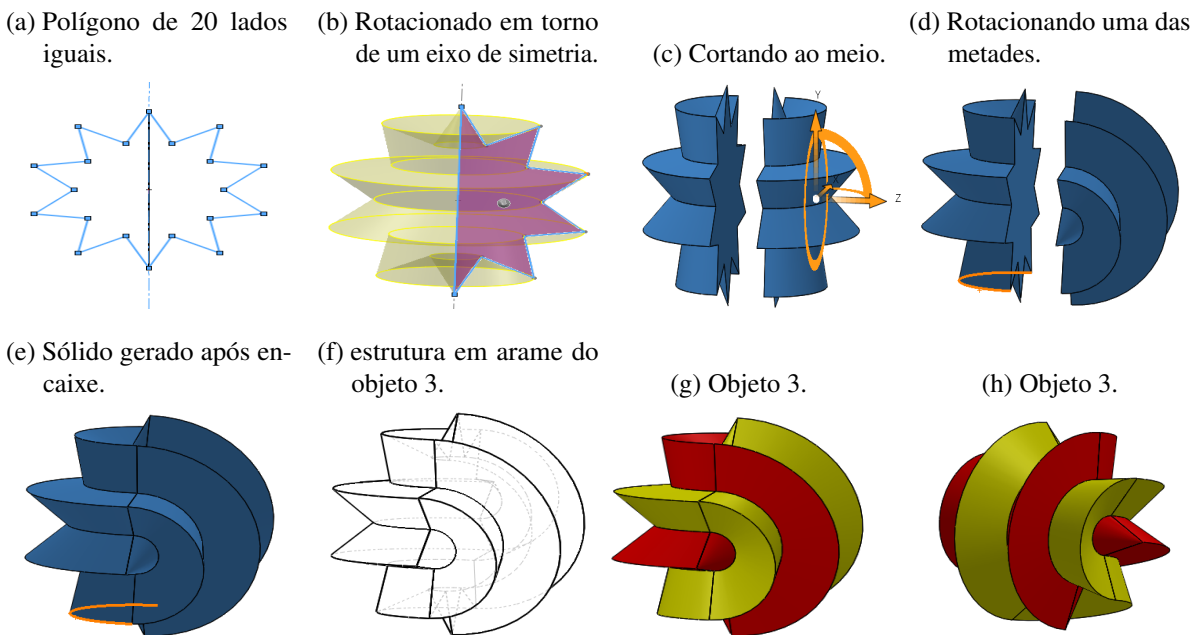 (a) Polígono de 20 lados
iguais.
(b) Rotacionado em torno
de um eixo de simetria.
(c) Cortando ao meio.
(d) Rotacionando uma das
metades.
Y
X
Z
(e) Sólido gerado após en-
caixe.
(f) estrutura em arame do
objeto 3.
(g) Objeto 3.
(h) Objeto 3.